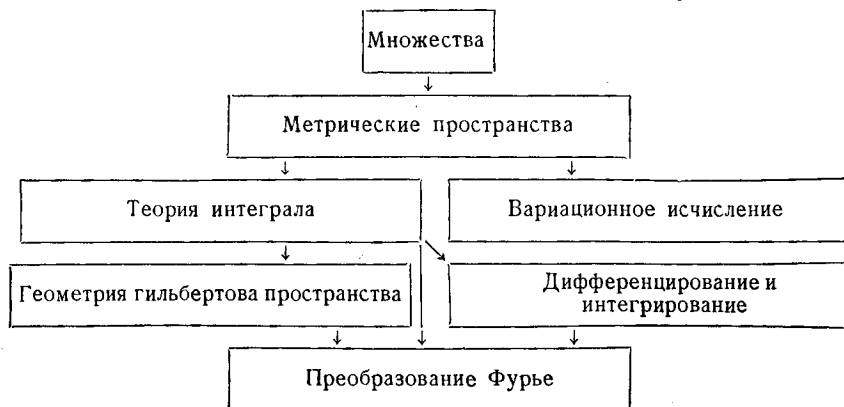 Множества
Метрические пространства
Теория интеграла
Вариационное исчисление
Геометрия гильбертова пространства
Дифференцирование и
интегрирование
Преобразование Фурье